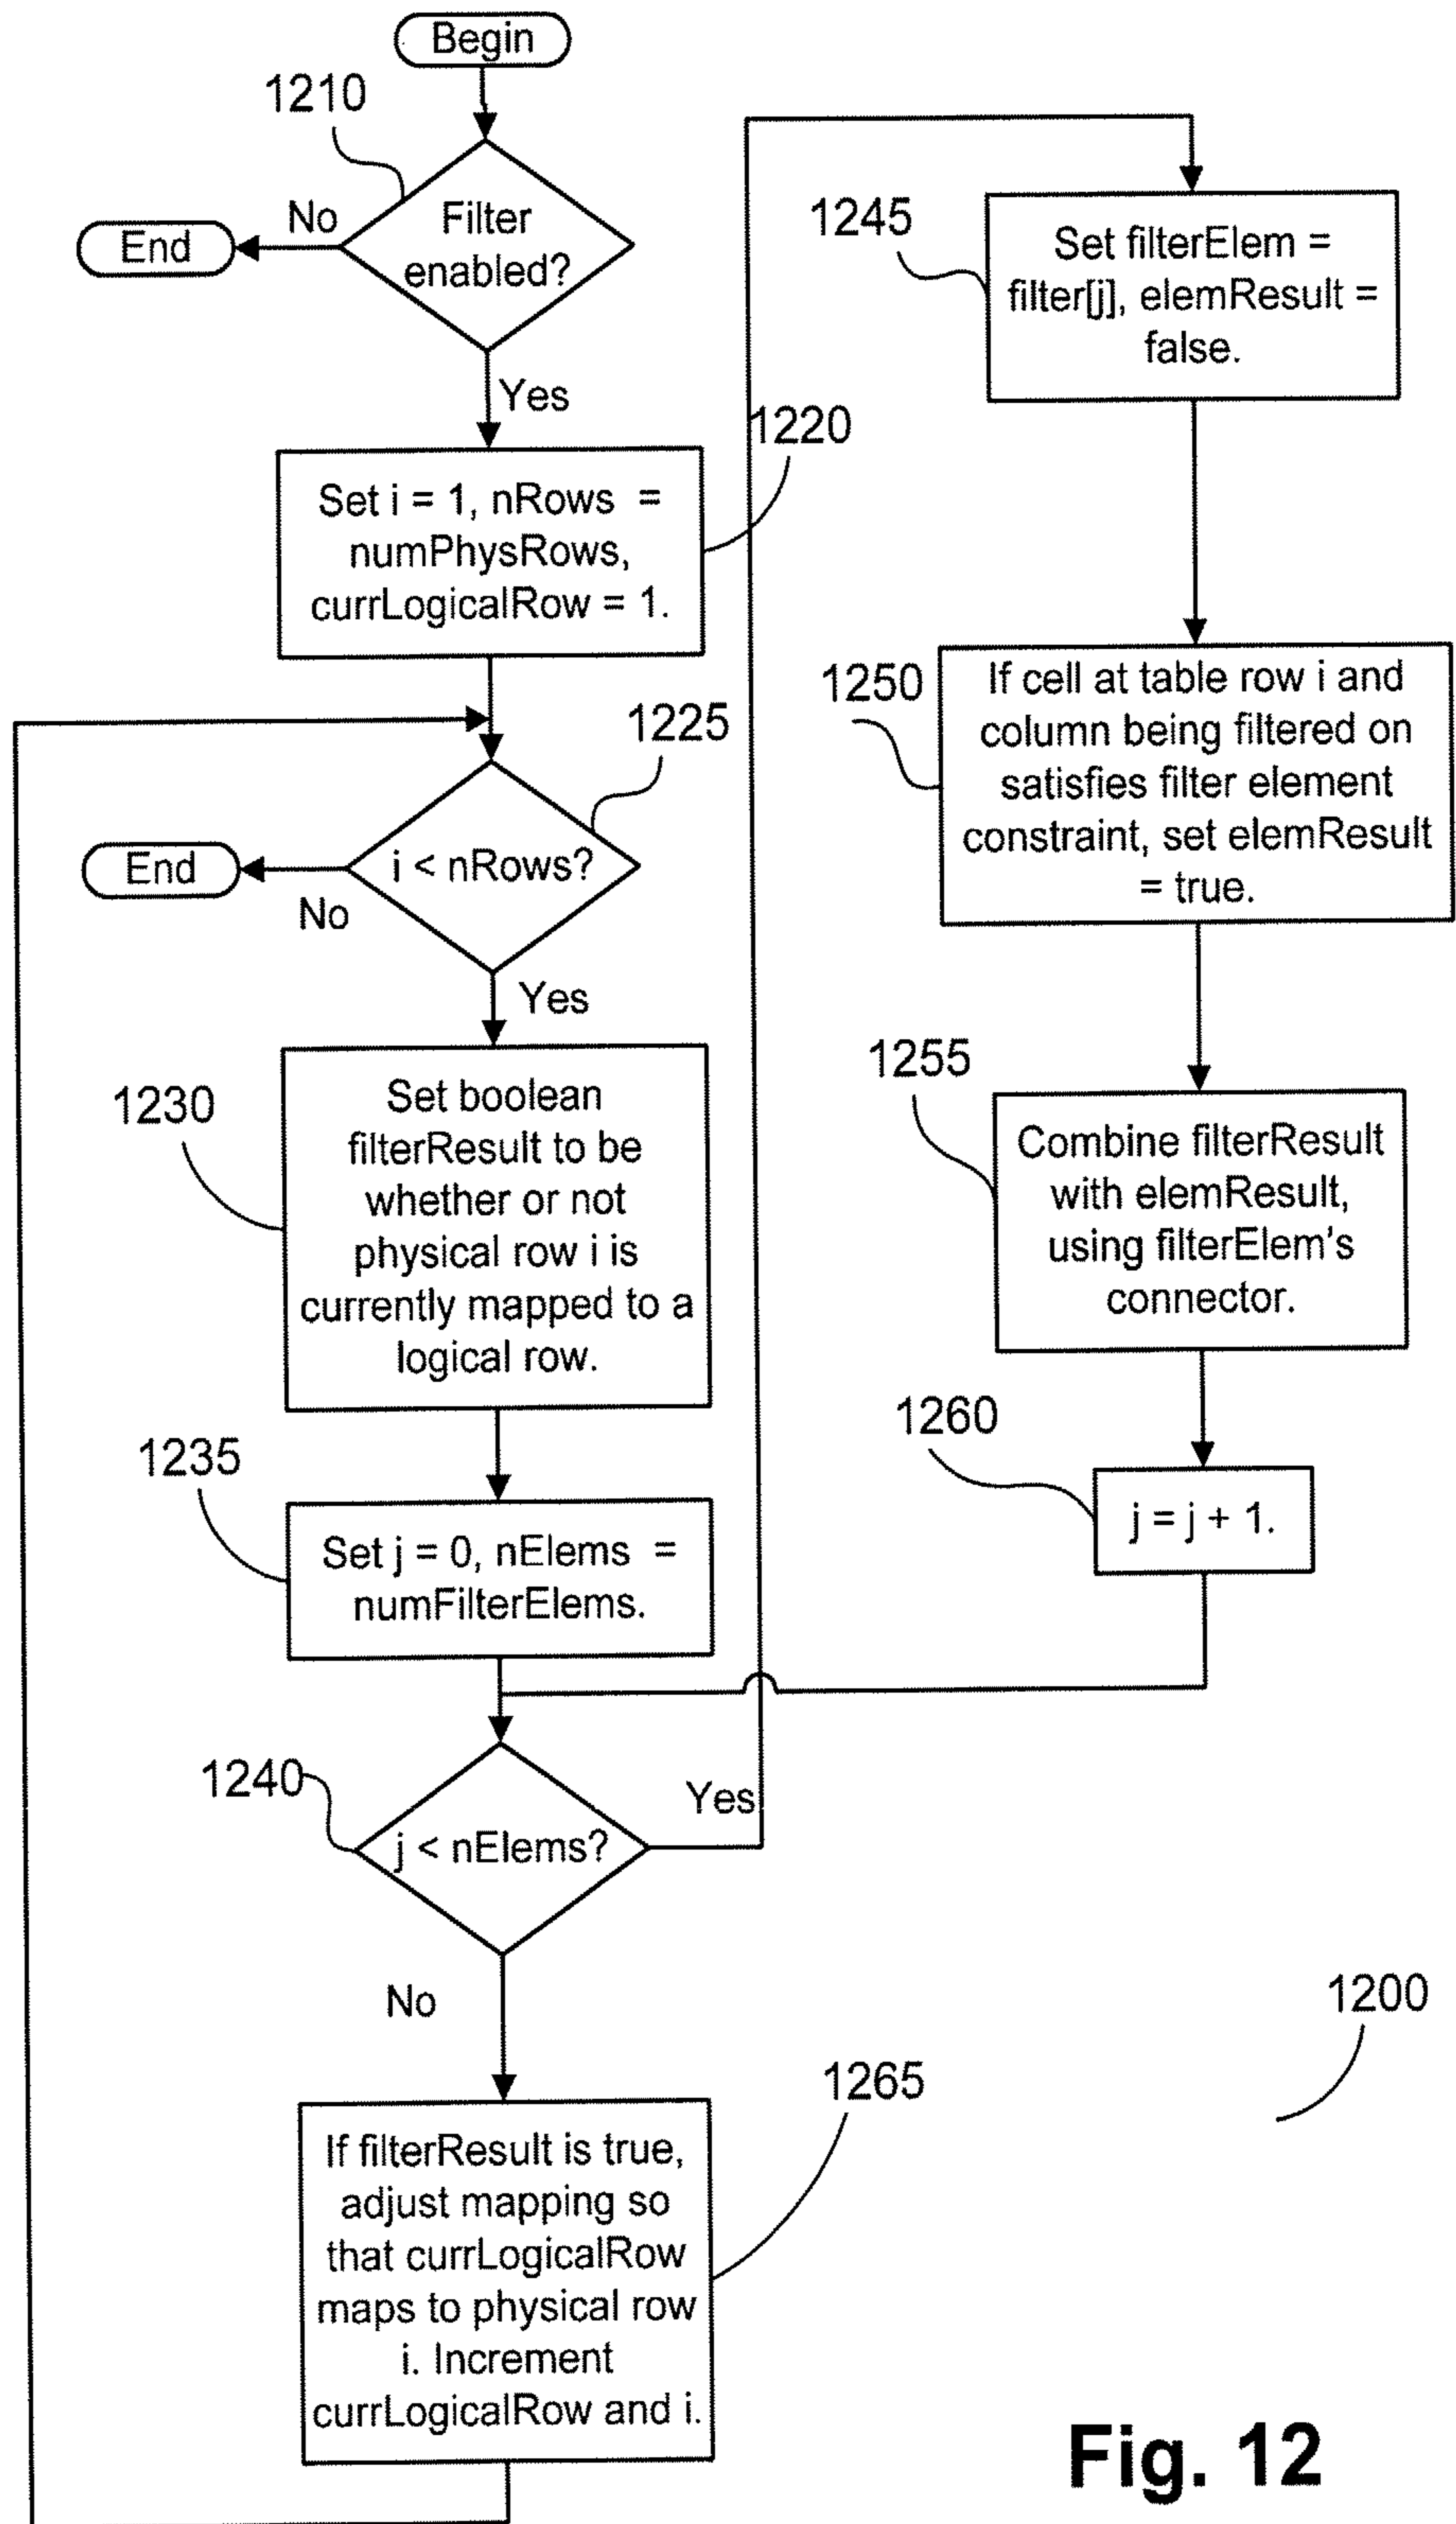 Begin
1210
Filter
enabled?
No
End
Yes
1220
Set i = 1, nRows =
numPhysRows,
currLogicalRow = 1.
1225
i < nRows?
End
No
Yes
1230
Set boolean
filterResult to be
whether or not
physical row i is
currently mapped to a
logical row.
1235
Set j = 0, nElems =
numFilterElems.
1240
j < nElems?
Yes
No
1245
Set filterElem =
filter[j], elemResult =
false.
1250
If cell at table row i and
column being filtered on
satisfies filter element
constraint, set elemResult
= true.
1255
Combine filterResult
with elemResult,
using filterElem's
connector.
1260
j = j + 1.
1265
If filterResult is true,
adjust mapping so
that currLogicalRow
maps to physical row
i. Increment
currLogicalRow and i.
1200
Fig. 12